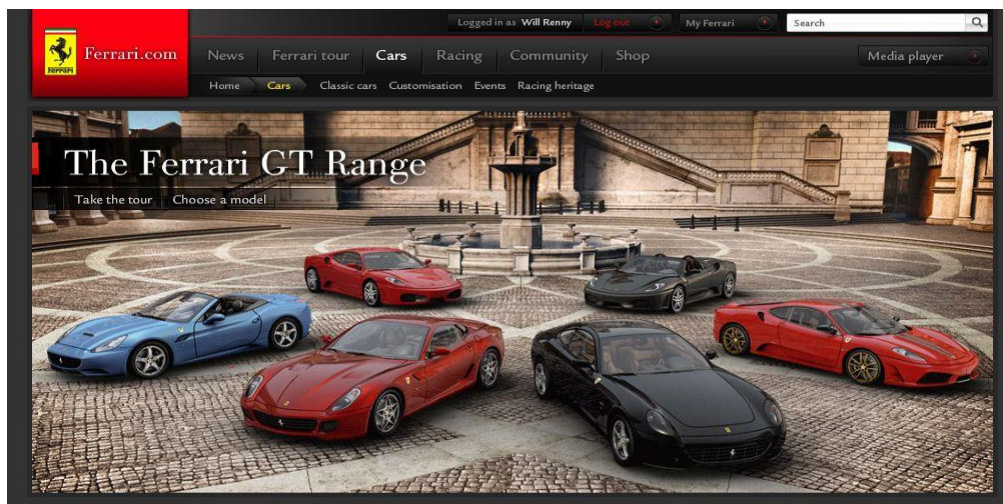 Logged in as Will Renny Log out My Ferrari Search
Ferrari
Ferrari.com
News Ferrari tour Cars Racing Community Shop Media player
Home Cars Classic cars Customisation Events Racing heritage
The Ferrari GT Range
Take the tour Choose a model